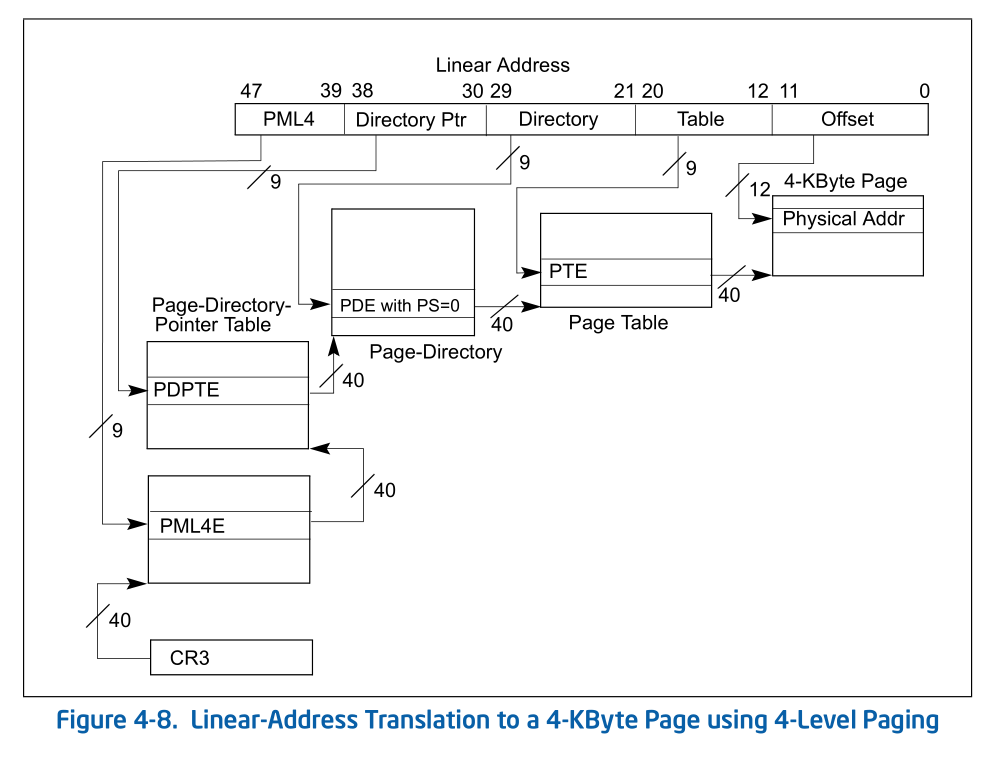 Linear Address
47 39 38 30 29 21 20 12 11 0
PML4 Directory Ptr Directory Table Offset
9
9
9
12
4-KByte Page
Physical Addr
PTE
40
Page Table
PDE with PS=0
40
Page-Directory
Page-Directory-
Pointer Table
PDPTE
40
9
40
PML4E
40
CR3
Figure 4-8. Linear-Address Translation to a 4-KByte Page using 4-Level Paging